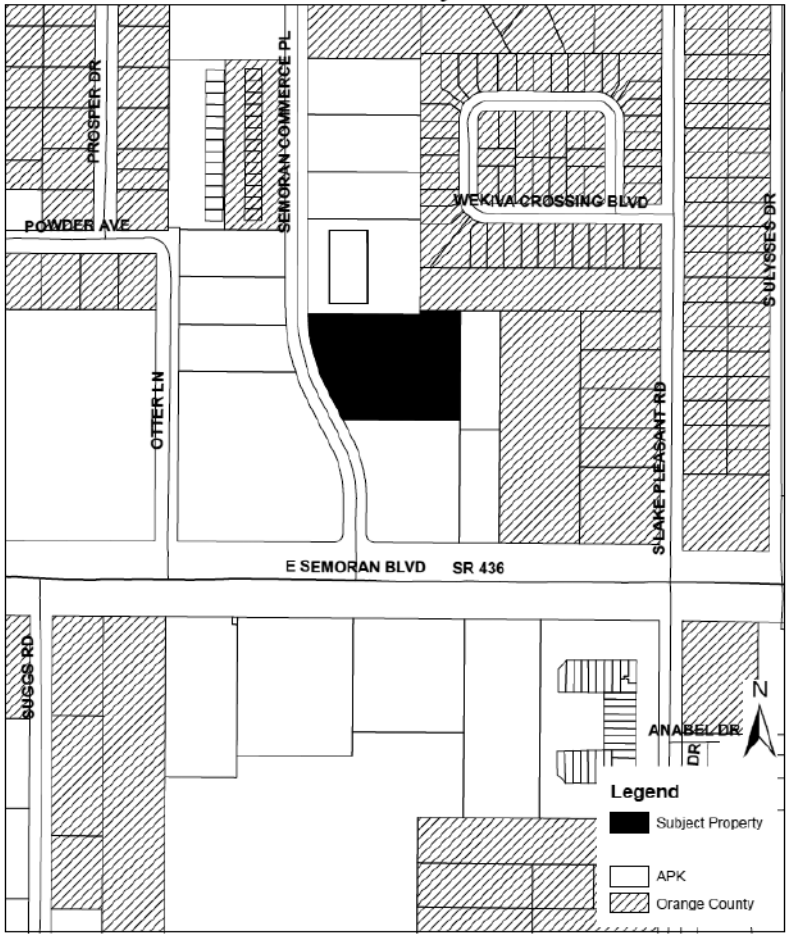 PROSPER DR
SEMORAN COMMERCE PL
WEKIVA CROSSING BLVD
POWDER AVE
S ULYSSES DR
OTTER LN
S LAKE PLEASANT RD
E SEMORAN BLVD SR 436
SUGGS RD
N
ANABEL DR
DR
Legend
Subject Property
APK
Orange County